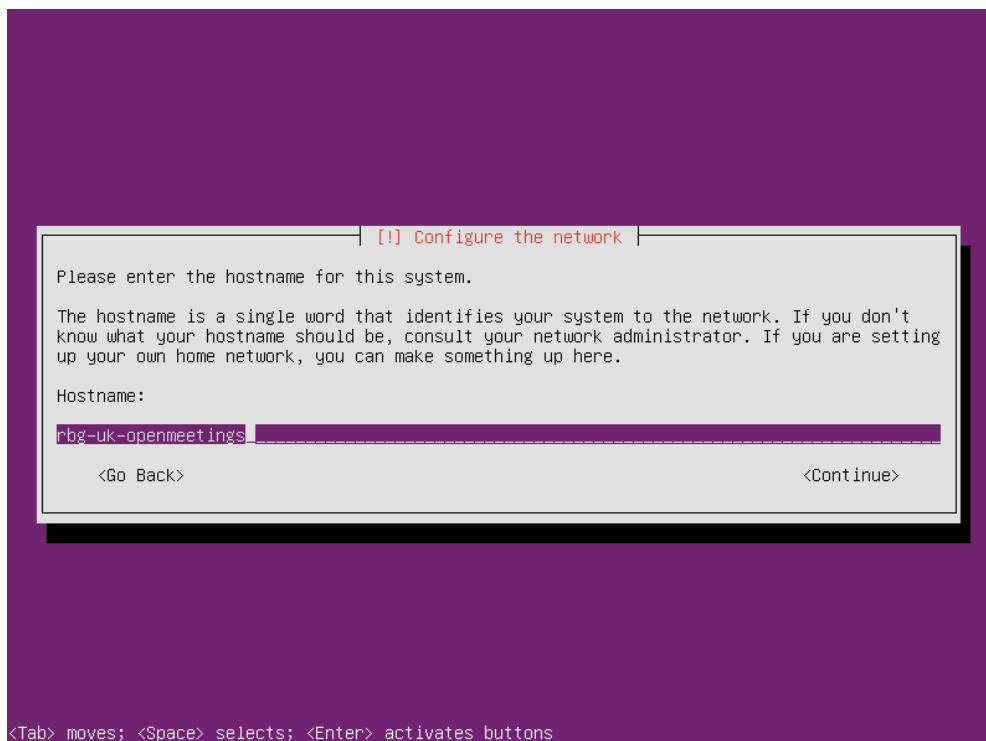 [!] Configure the network
Please enter the hostname for this system.
The hostname is a single word that identifies your system to the network. If you don't
know what your hostname should be, consult your network administrator. If you are setting
up your own home network, you can make something up here.
Hostname:
rbg-uk-openmeetings
<Go Back> <Continue>
<Tab> moves; <Space> selects; <Enter> activates buttons